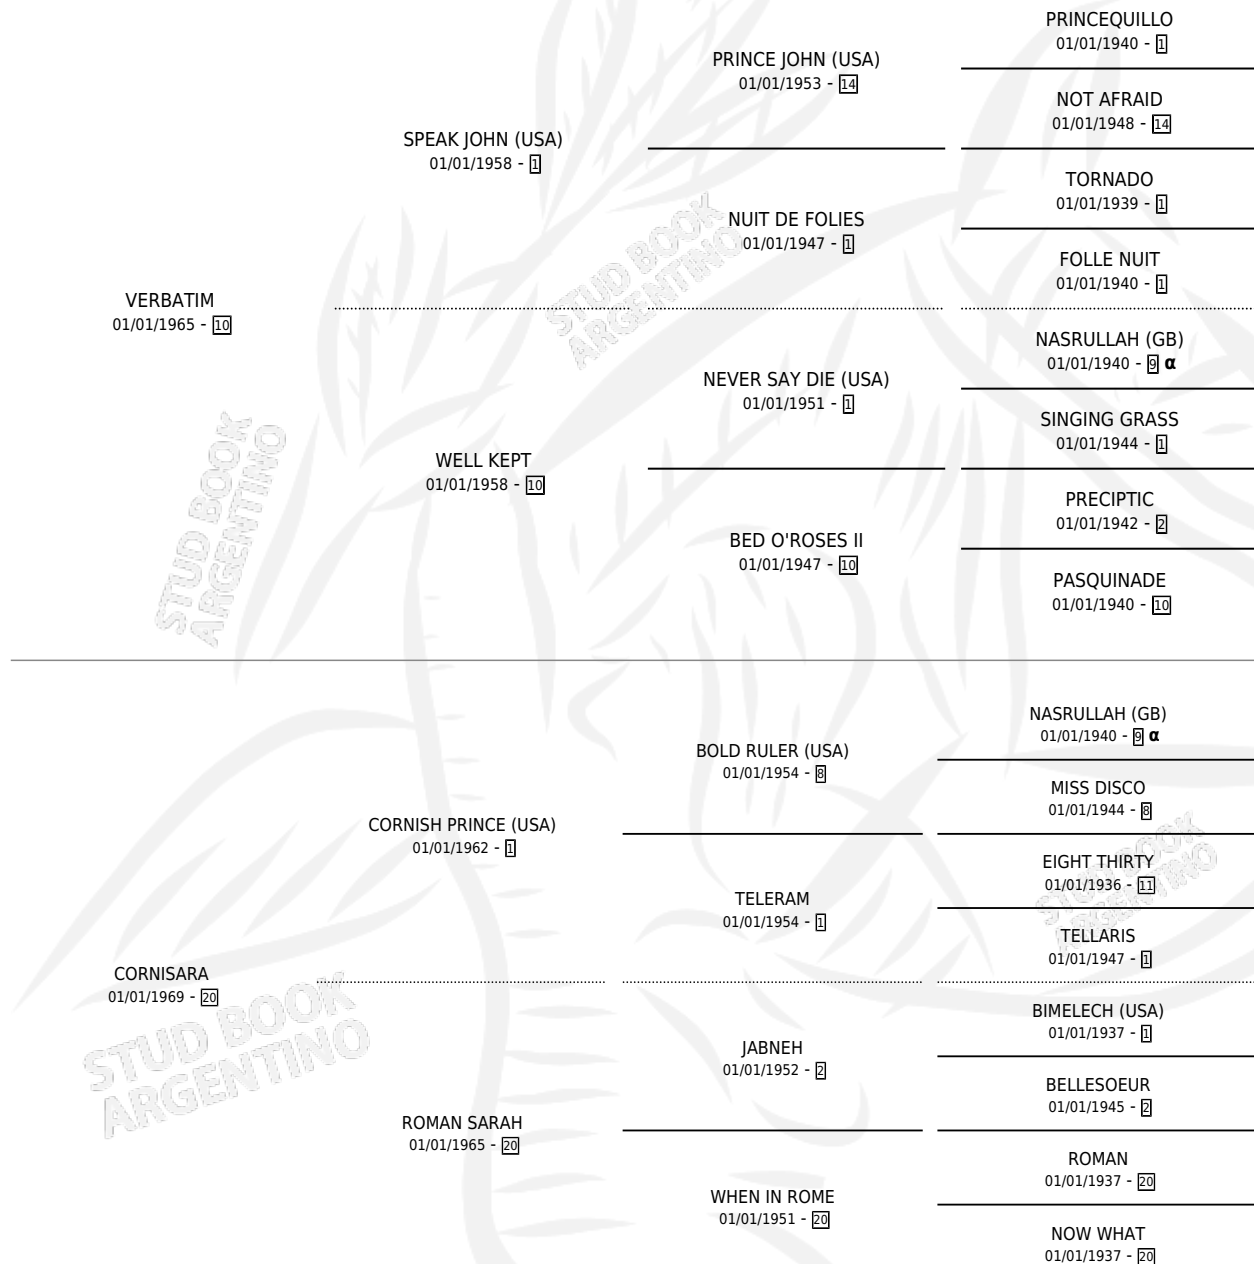 PRINCEQUILLO
01/01/1940 - 1
PRINCE JOHN (USA)
01/01/1953 - 14
NOT AFRAID
01/01/1948 - 14
SPEAK JOHN (USA)
01/01/1958 - 1
TORNADO
01/01/1939 - 1
NUIT DE FOLIES
01/01/1947 - 1
FOLLE NUIT
01/01/1940 - 1
VERBATIM
01/01/1965 - 10
NASRULLAH (GB)
01/01/1940 - 9 α
NEVER SAY DIE (USA)
01/01/1951 - 1
SINGING GRASS
01/01/1944 - 1
WELL KEPT
01/01/1958 - 10
PRECIPTIC
01/01/1942 - 2
BED O'ROSES II
01/01/1947 - 10
PASQUINADE
01/01/1940 - 10
NASRULLAH (GB)
01/01/1940 - 9 α
BOLD RULER (USA)
01/01/1954 - 8
MISS DISCO
01/01/1944 - 8
CORNISH PRINCE (USA)
01/01/1962 - 1
EIGHT THIRTY
01/01/1936 - 11
TELERAM
01/01/1954 - 1
TELLARIS
01/01/1947 - 1
CORNISARA
01/01/1969 - 20
BIMELECH (USA)
01/01/1937 - 1
JABNEH
01/01/1952 - 2
BELLESOEUR
01/01/1945 - 2
ROMAN SARAH
01/01/1965 - 20
ROMAN
01/01/1937 - 20
WHEN IN ROME
01/01/1951 - 20
NOW WHAT
01/01/1937 - 20
STUD BOOK
ARGENTINO
STUD BOOK
ARGENTINO
STUD BOOK
ARGENTINO
STUD BOOK
ARGENTINO